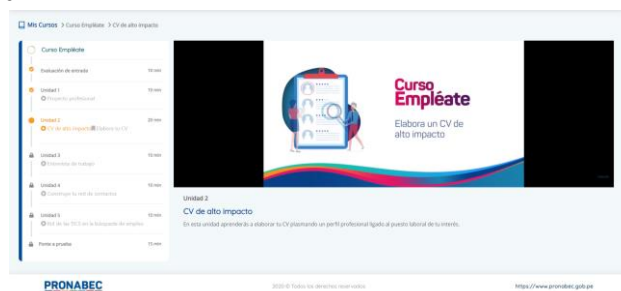 Mis Cursos > Curso Empléate > CV de alto impacto
Curso Empléate
Evaluación de entrada 10 min
Unidad 1 10 min
Proyecto profesional
Unidad 2 20 min
CV de alto impacto Elabora tu CV
Unidad 3 10 min
Entrevista de trabajo
Unidad 4 10 min
Construye tu red de contactos
Unidad 5 10 min
Rol de las TICS en la búsqueda de empleo
Ponte a prueba 15 min
Curso
Empléate
Elabora un CV de
alto impacto
Unidad 2
CV de alto impacto
En esta unidad aprenderás a elaborar tu CV plasmando un perfil profesional ligado al puesto laboral de tu interés.
PRONABEC
2020 © Todos los derechos reservados
https://www.pronabec.gob.pe